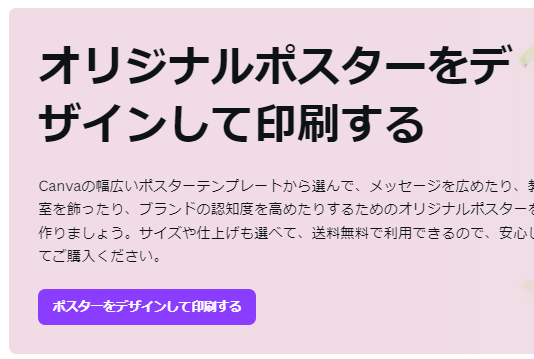 オリジナルポスターをデ
ザインして印刷する
Canvaの幅広いポスターテンプレートから選んで、メッセージを広めたり、教
室を飾ったり、ブランドの認知度を高めたりするためのオリジナルポスターを
作りましょう。サイズや仕上げも選べて、送料無料で利用できるので、安心し
てご購入ください。
ポスターをデザインして印刷する